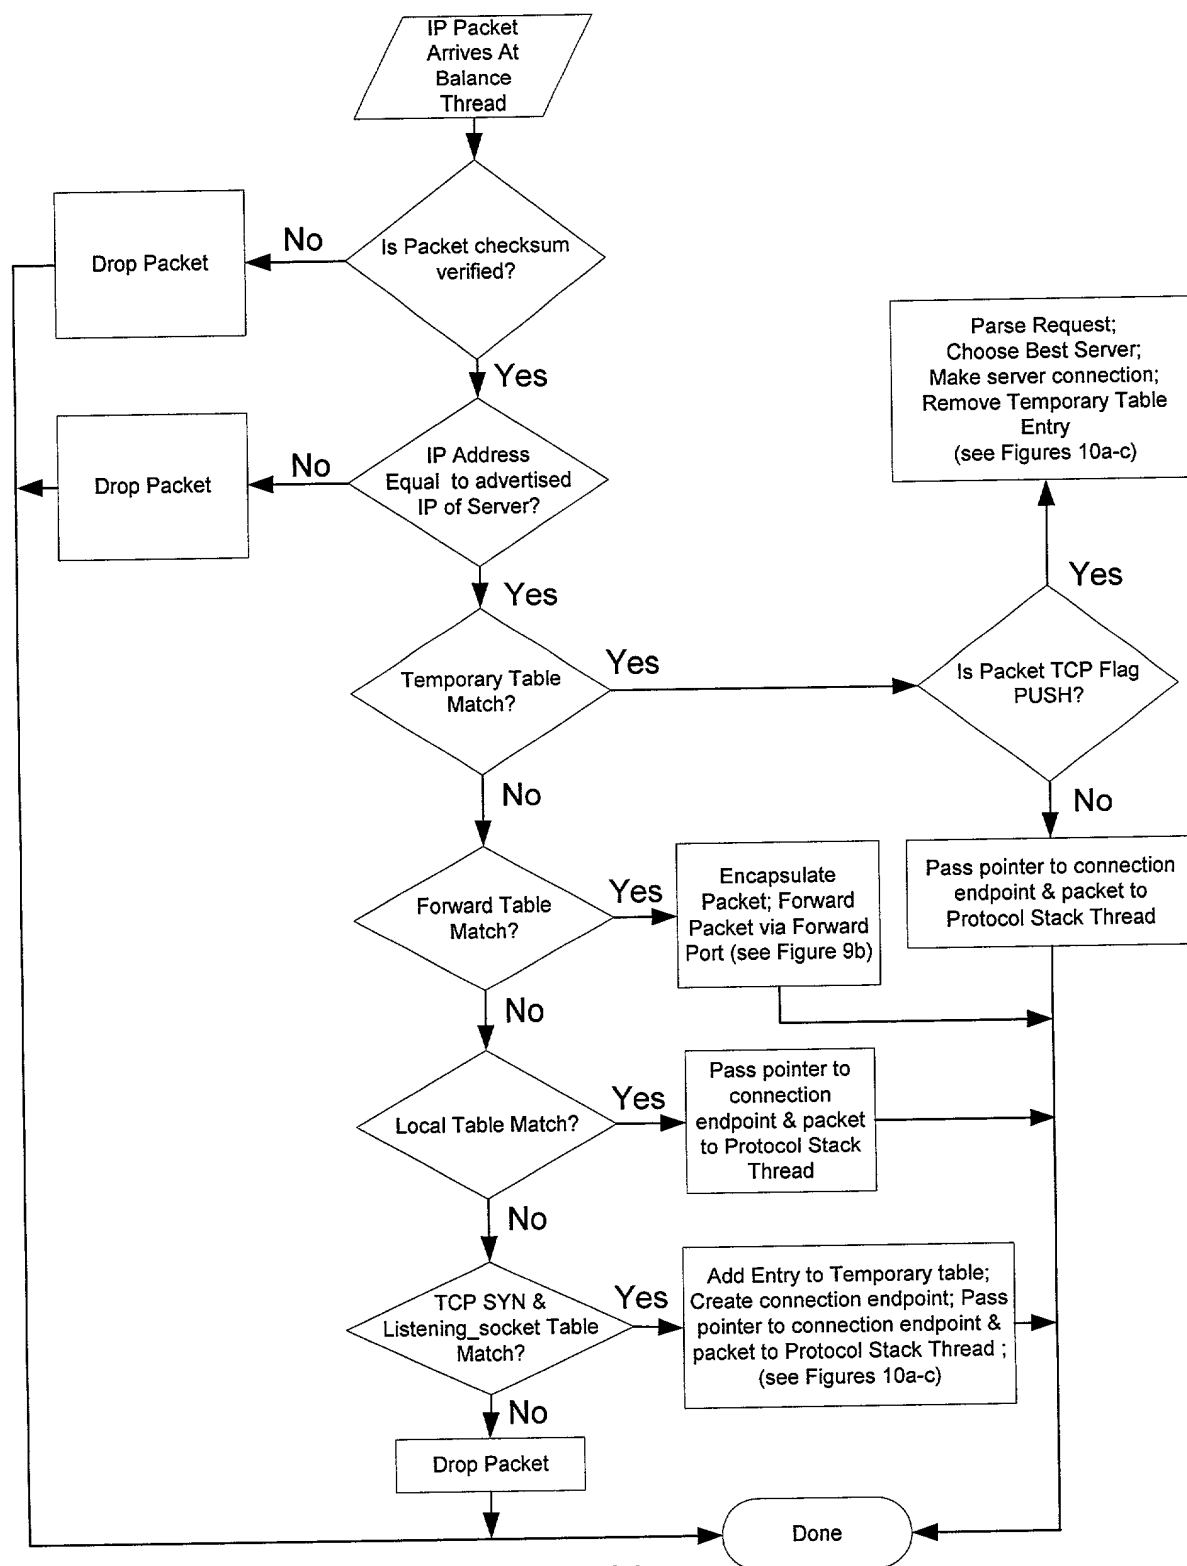 IP Packet
Arrives At
Balance
Thread
Is Packet checksum
verified?
No
Drop Packet
Yes
IP Address
Equal to advertised
IP of Server?
No
Drop Packet
Yes
Parse Request;
Choose Best Server;
Make server connection;
Remove Temporary Table
Entry
(see Figures 10a-c)
Yes
Temporary Table
Match?
Yes
Is Packet TCP Flag
PUSH?
No
No
Pass pointer to connection
endpoint & packet to
Protocol Stack Thread
Forward Table
Match?
Yes
Encapsulate
Packet; Forward
Packet via Forward
Port (see Figure 9b)
No
Local Table Match?
Yes
Pass pointer to
connection
endpoint & packet
to Protocol Stack
Thread
No
TCP SYN &
Listening_socket Table
Match?
Yes
Add Entry to Temporary table;
Create connection endpoint; Pass
pointer to connection endpoint &
packet to Protocol Stack Thread ;
(see Figures 10a-c)
No
Drop Packet
Done